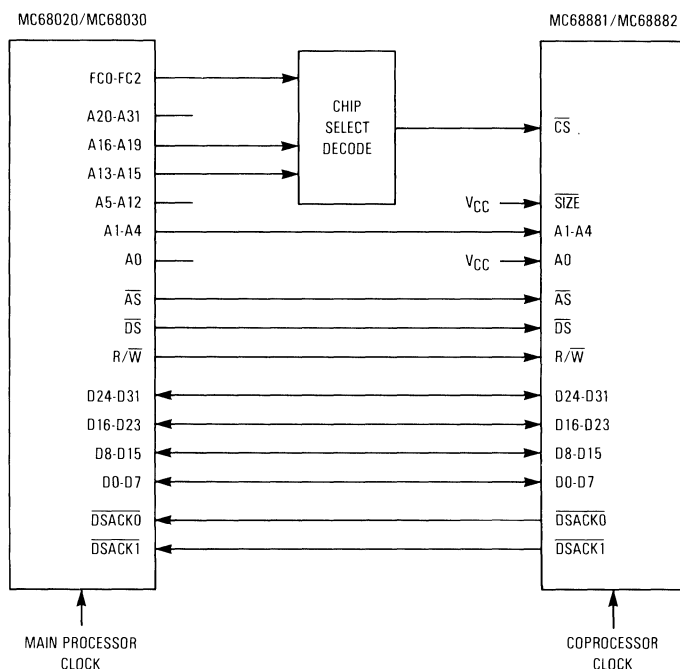 MC68020/MC68030
MC68881/MC68882
FC0-FC2
A20-A31
A16-A19
A13-A15
A5-A12
A1-A4
A0
AS
DS
R/W
D24-D31
D16-D23
D8-D15
D0-D7
DSACK0
DSACK1
CHIP
SELECT
DECODE
VCC
VCC
CS
SIZE
A1-A4
A0
AS
DS
R/W
D24-D31
D16-D23
D8-D15
D0-D7
DSACK0
DSACK1
MAIN PROCESSOR
CLOCK
COPROCESSOR
CLOCK